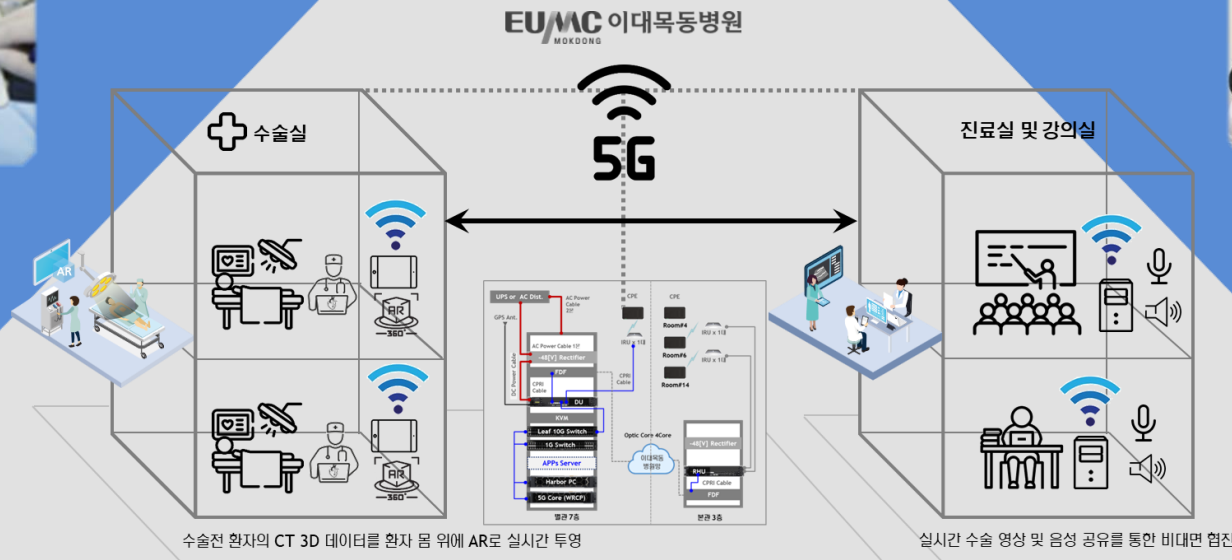 EUMC 이대목동병원
MOKDONG
5G
수술실
진료실 및 강의실
AR
AR
360°
AR
360°
UPS or AC Dist.
AC Power
Cable
2란
GPS Ant.
DC Power Cable
AC Power Cable 1란
-48[V] Rectifier
FDF
CPRI
Cable
DU
KVM
Leaf 10G Switch
1G Switch
APPs Server
Harbor PC
5G Core (WRCP)
별관 7층
CPE
IRU x 1대
CPRI
Cable
Optic Core 4Core
이대목동
병원망
CPE
Room#4
IRU x 1대
Room#6
IRU x 1대
Room#14
-48[V] Rectifier
RHU
CPRI Cable
FDF
본관 3층
수술전 환자의 CT 3D 데이터를 환자 몸 위에 AR로 실시간 투영
실시간 수술 영상 및 음성 공유를 통한 비대면 협진